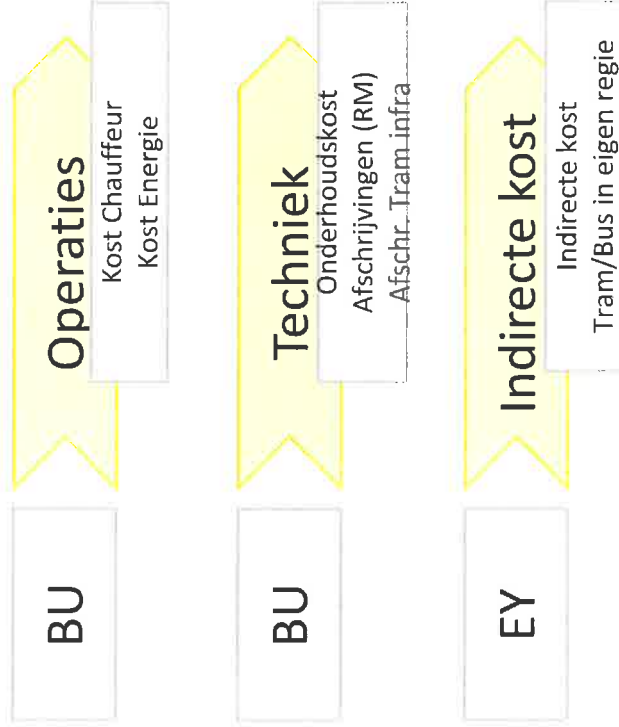 BU
Operaties
Kost Chauffeur
Kost Energie
BU
Techniek
Onderhoudskost
Afschrijvingen (RM)
Afschr. Tram infra
EY
Indirecte kost
Indirecte kost
Tram/Bus in eigen regie